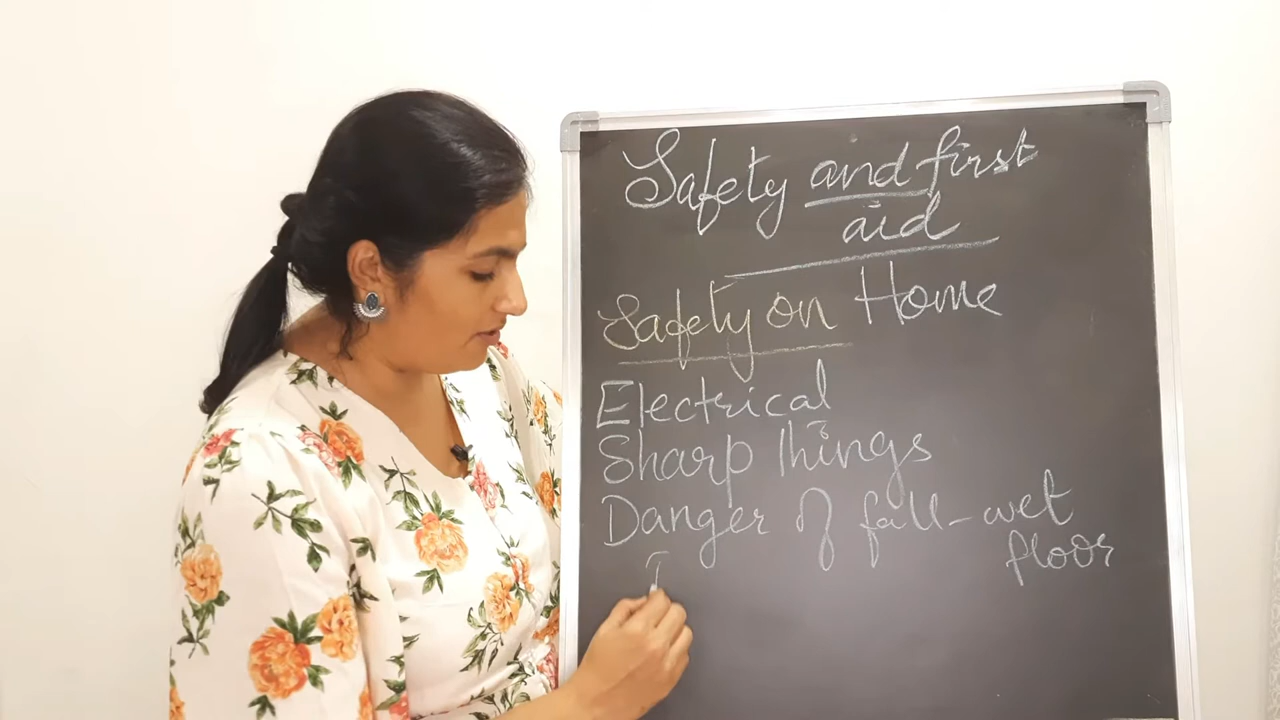 Safety and first
aid
Safety on Home
Electrical
Sharp things
Danger of fall - wet
floor